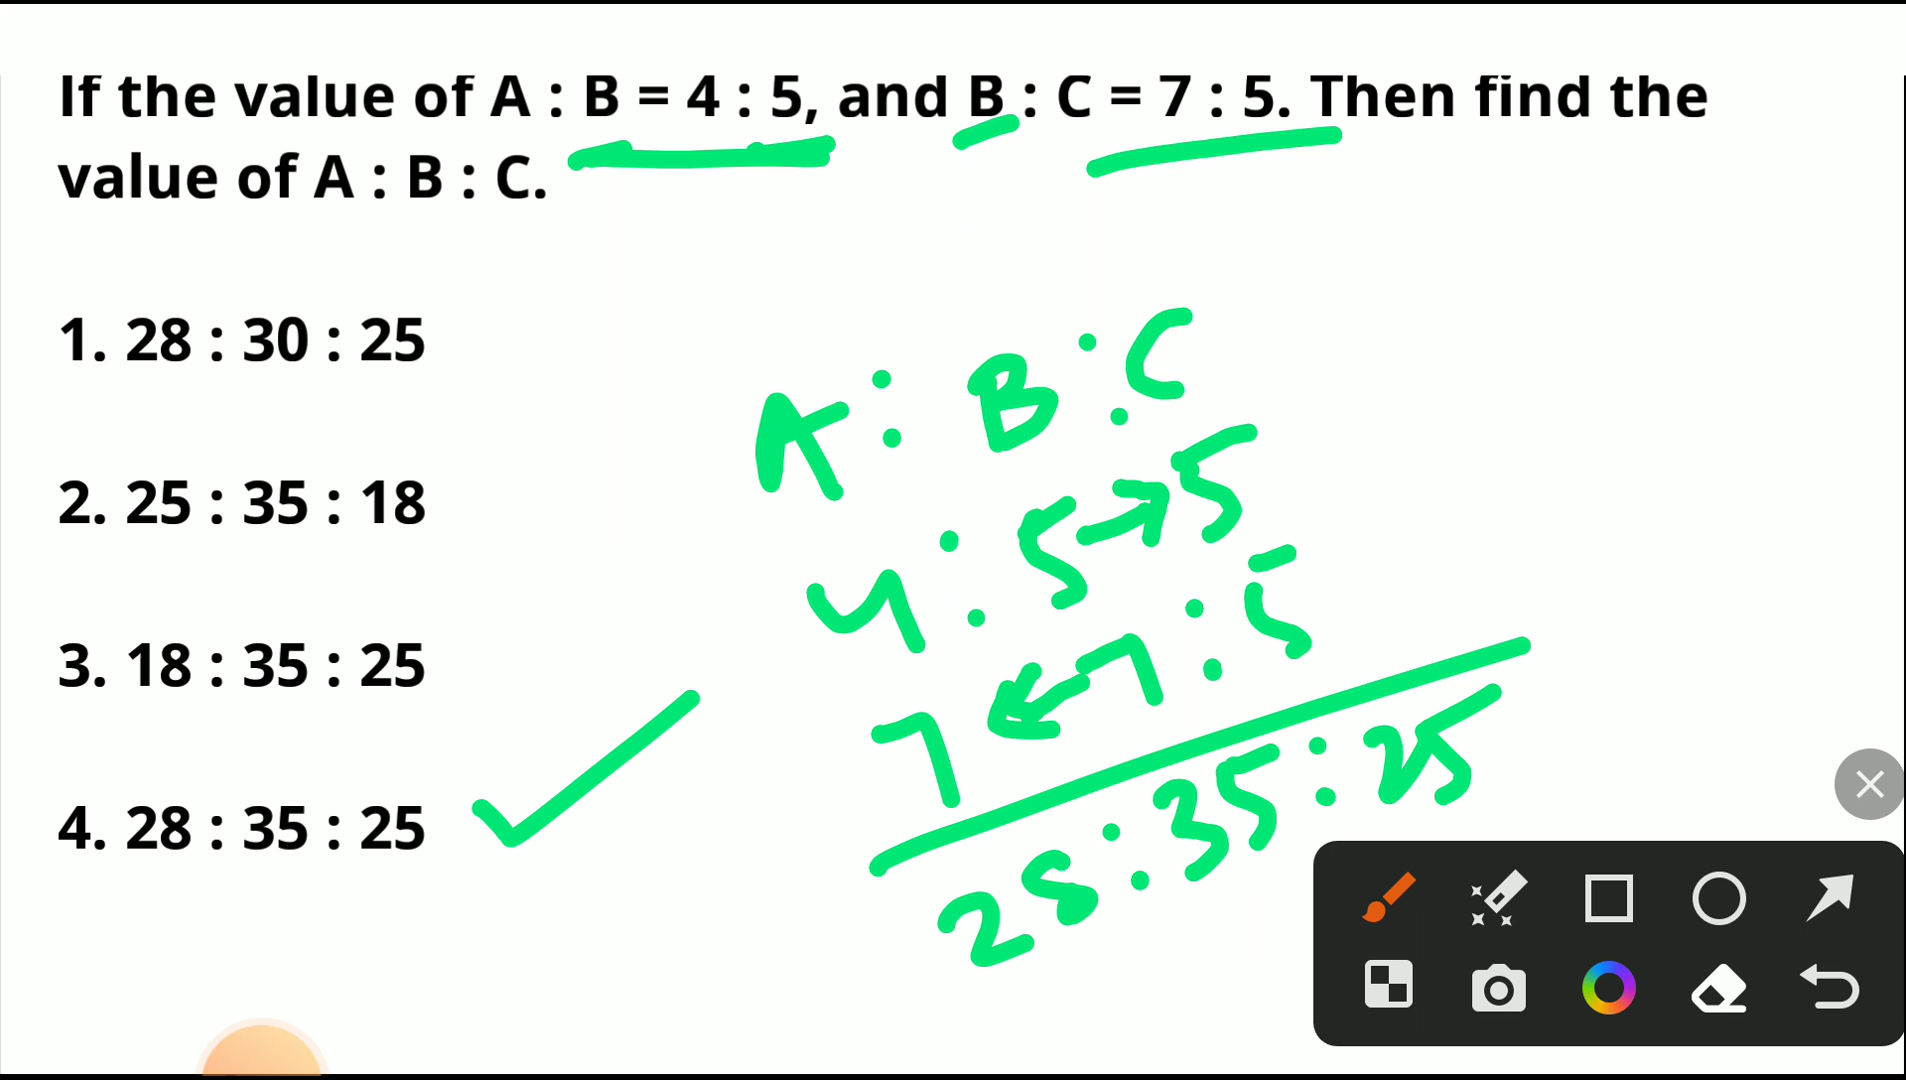 If the value of A : B = 4 : 5, and B : C = 7 : 5. Then find the
value of A : B : C.
1. 28 : 30 : 25
2. 25 : 35 : 18
3. 18 : 35 : 25
4. 28 : 35 : 25
A : B : C
4 : 5 → 5
7 ← 7 : 5
28 : 35 : 25